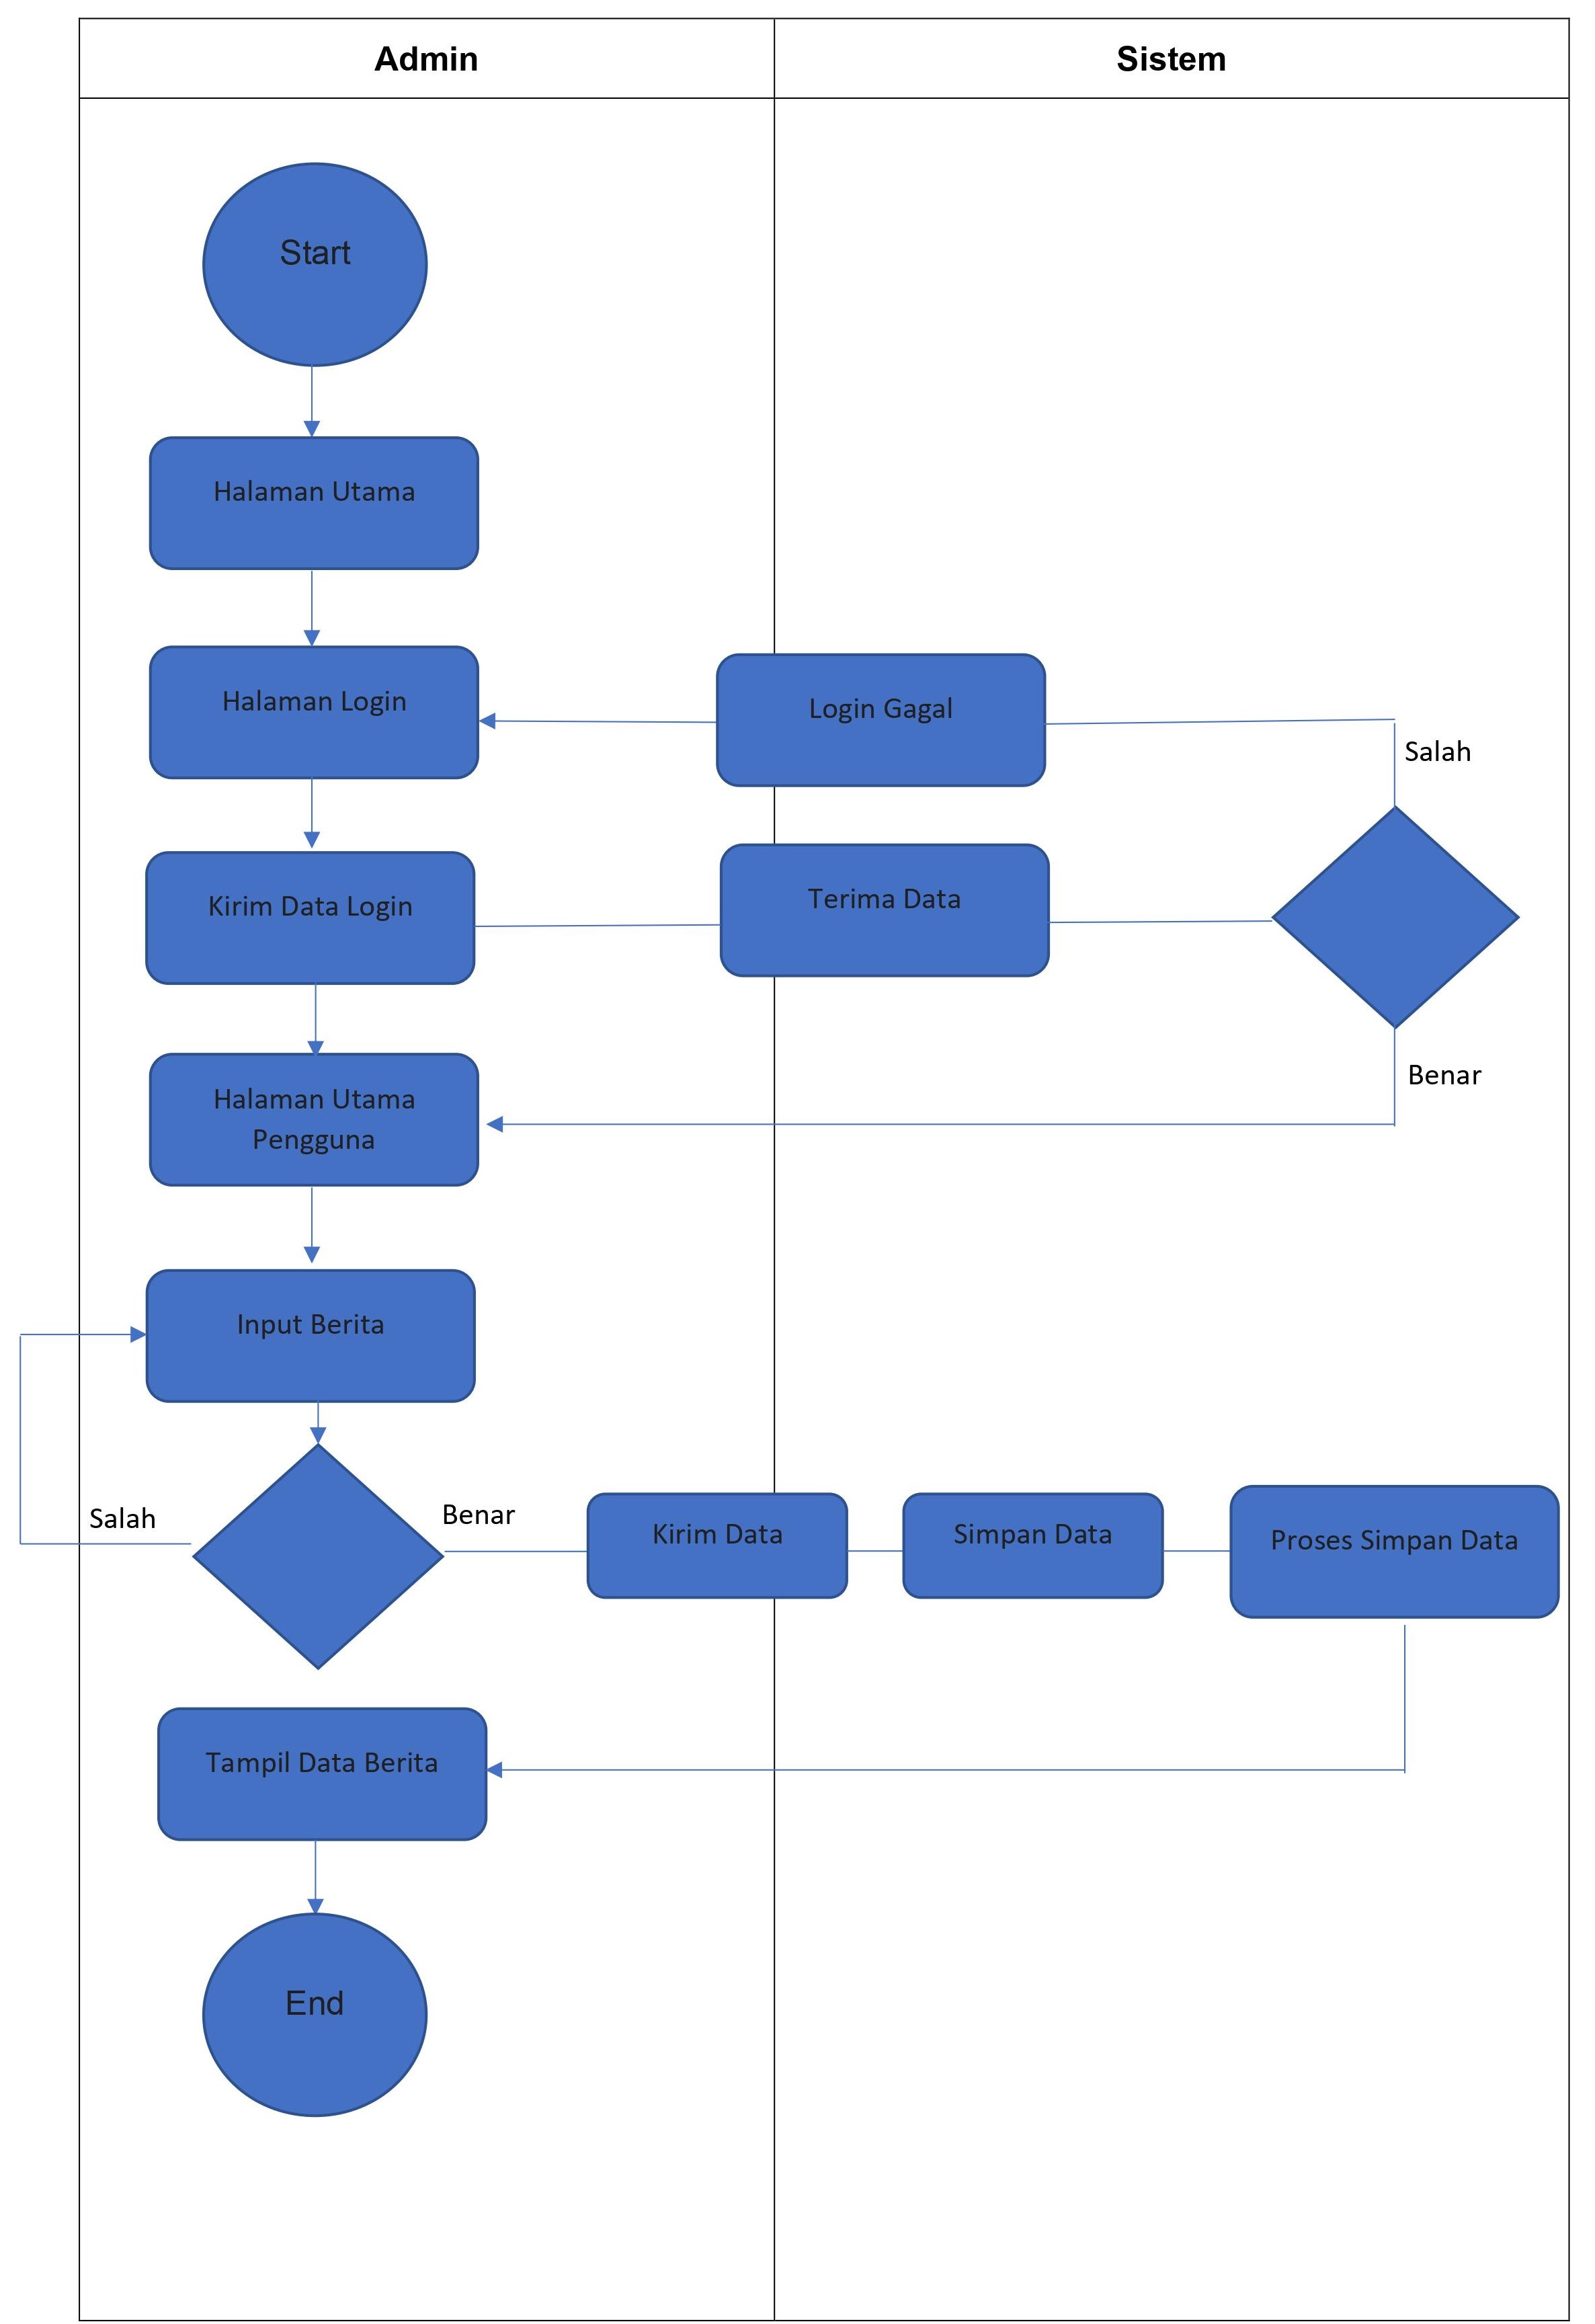 Admin
Sistem
Start
Halaman Utama
Halaman Login
Login Gagal
Salah
Kirim Data Login
Terima Data
Halaman Utama
Pengguna
Benar
Input Berita
Salah
Benar
Kirim Data
Simpan Data
Proses Simpan Data
Tampil Data Berita
End